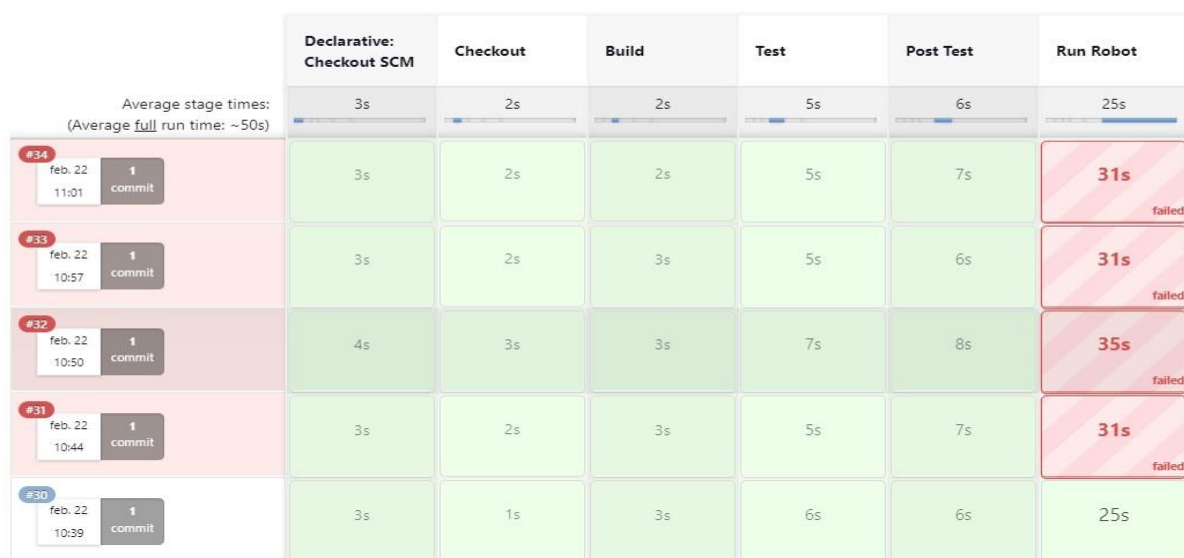 Declarative:
Checkout SCM
Checkout
Build
Test
Post Test
Run Robot
Average stage times:
(Average full run time: ~50s)
3s
2s
2s
5s
6s
25s
#34
feb. 22
11:01
1
commit
3s
2s
2s
5s
7s
31s
failed
#33
feb. 22
10:57
1
commit
3s
2s
3s
5s
6s
31s
failed
#32
feb. 22
10:50
1
commit
4s
3s
3s
7s
8s
35s
failed
#31
feb. 22
10:44
1
commit
3s
2s
3s
5s
7s
31s
failed
#30
feb. 22
10:39
1
commit
3s
1s
3s
6s
6s
25s